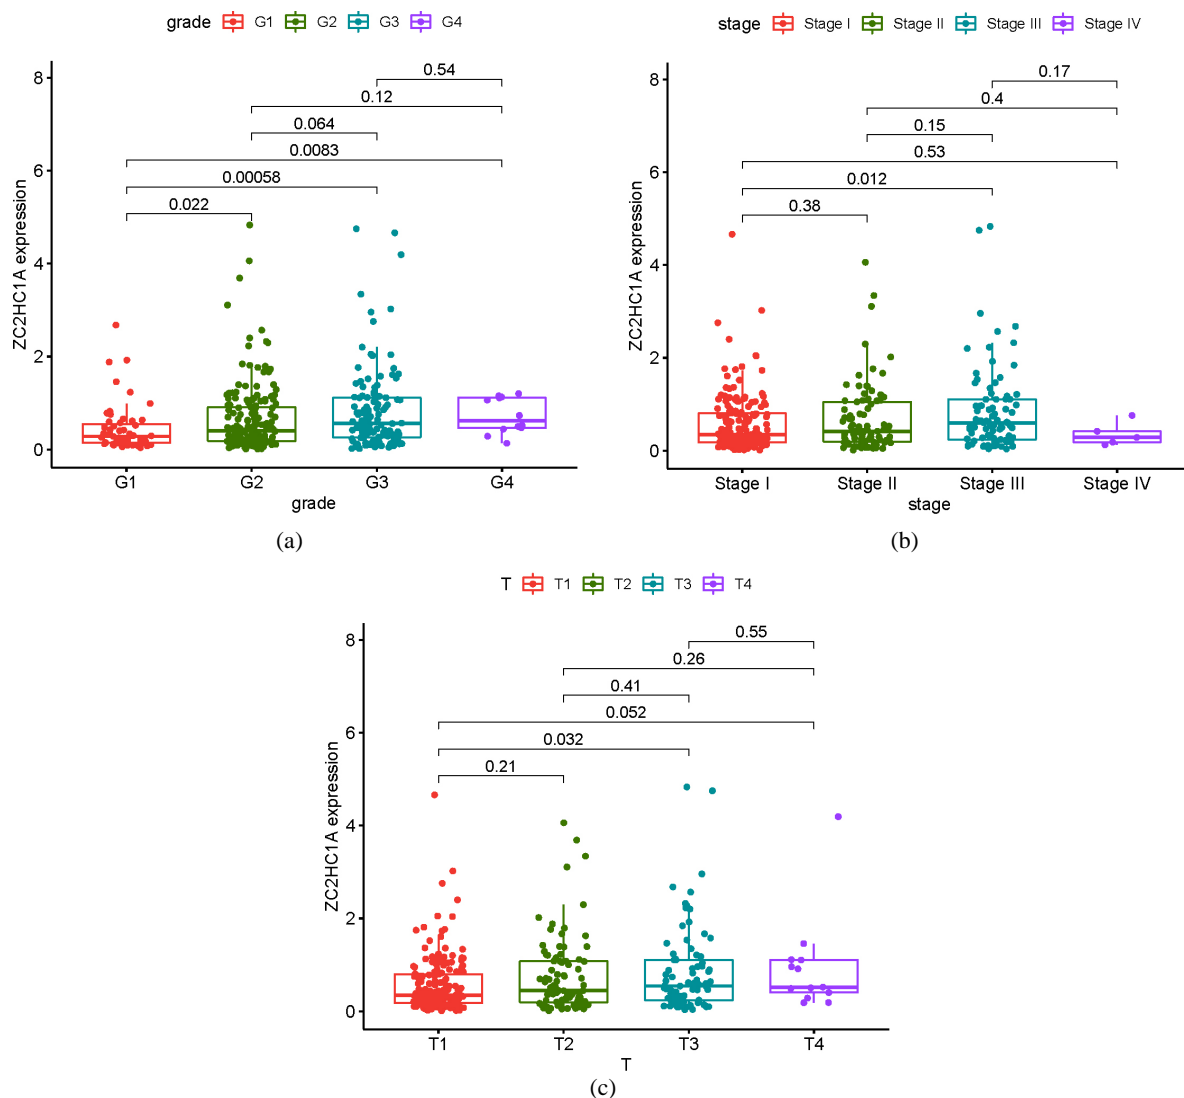 grade G1 G2 G3 G4
8
6
4
2
0
ZC2HC1A expression
0.54
0.12
0.064
0.0083
0.00058
0.022
G1 G2 G3 G4
grade
(a)
stage Stage I Stage II Stage III Stage IV
8
6
4
2
0
ZC2HC1A expression
0.17
0.4
0.15
0.53
0.012
0.38
Stage I Stage II Stage III Stage IV
stage
(b)
T T1 T2 T3 T4
8
6
4
2
0
ZC2HC1A expression
0.55
0.26
0.41
0.052
0.032
0.21
T1 T2 T3 T4
T
(c)